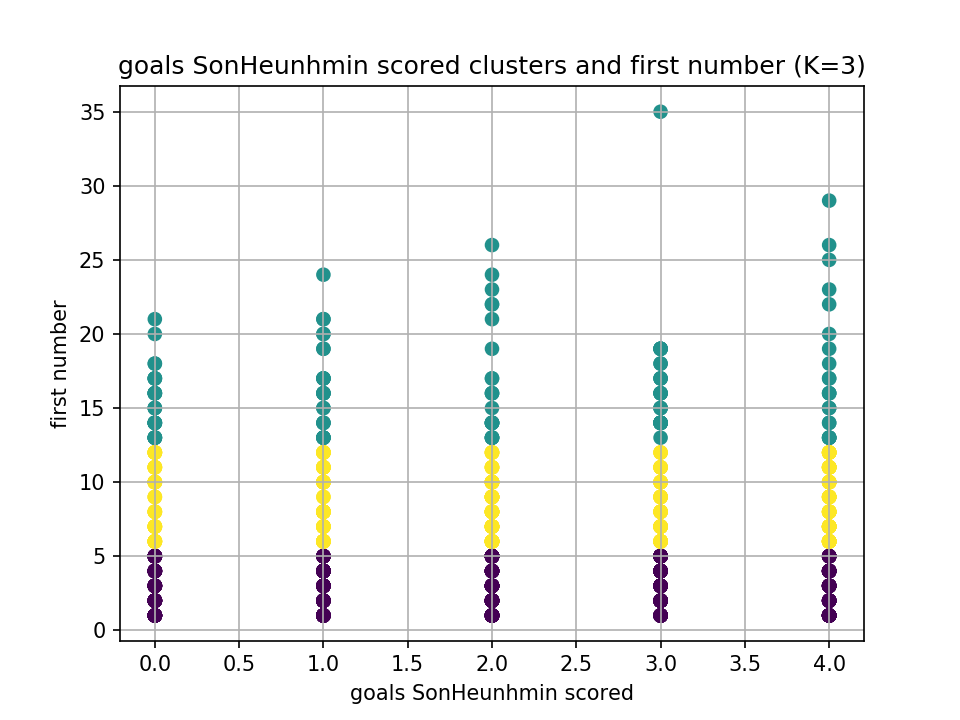 goals SonHeunhmin scored clusters and first number (K=3)
35
30
25
20
15
10
5
0
first number
0.0 0.5 1.0 1.5 2.0 2.5 3.0 3.5 4.0
goals SonHeunhmin scored